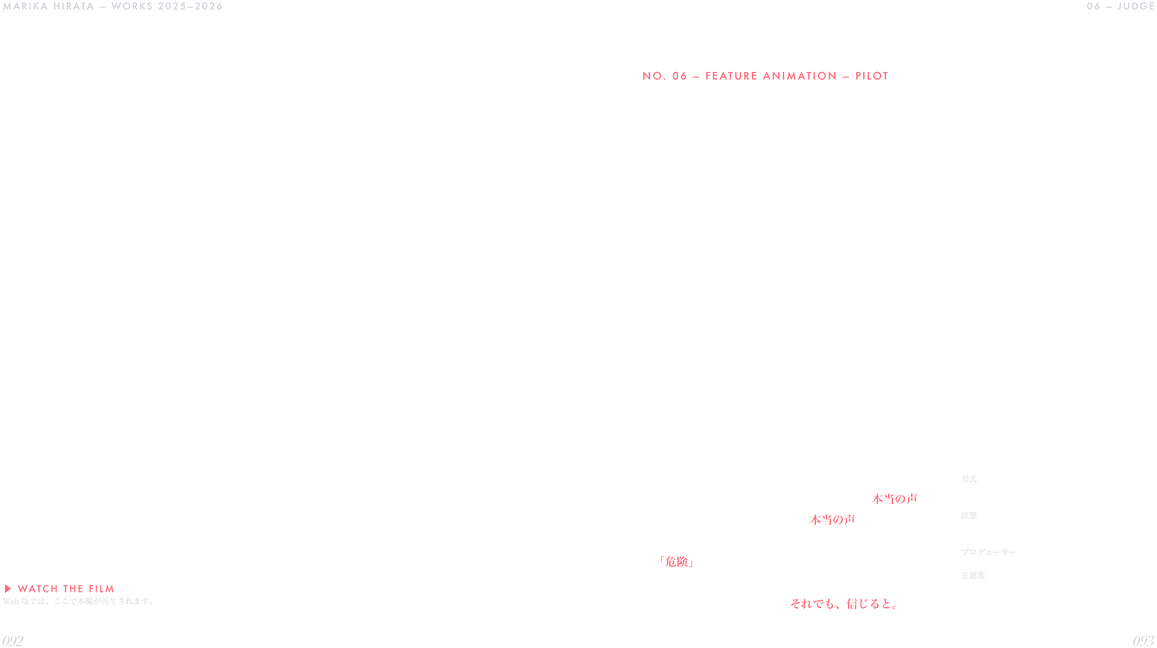 MARIKA HIRATA — WORKS 2025–2026
06 — JUDGE
NO. 06 — FEATURE ANIMATION — PILOT
本当の声
本当の声
「危険」
それでも、信じると。
形式
状態
プロデューサー
主題歌
WATCH THE FILM
Web 版では、ここで本編が再生されます。
092
093